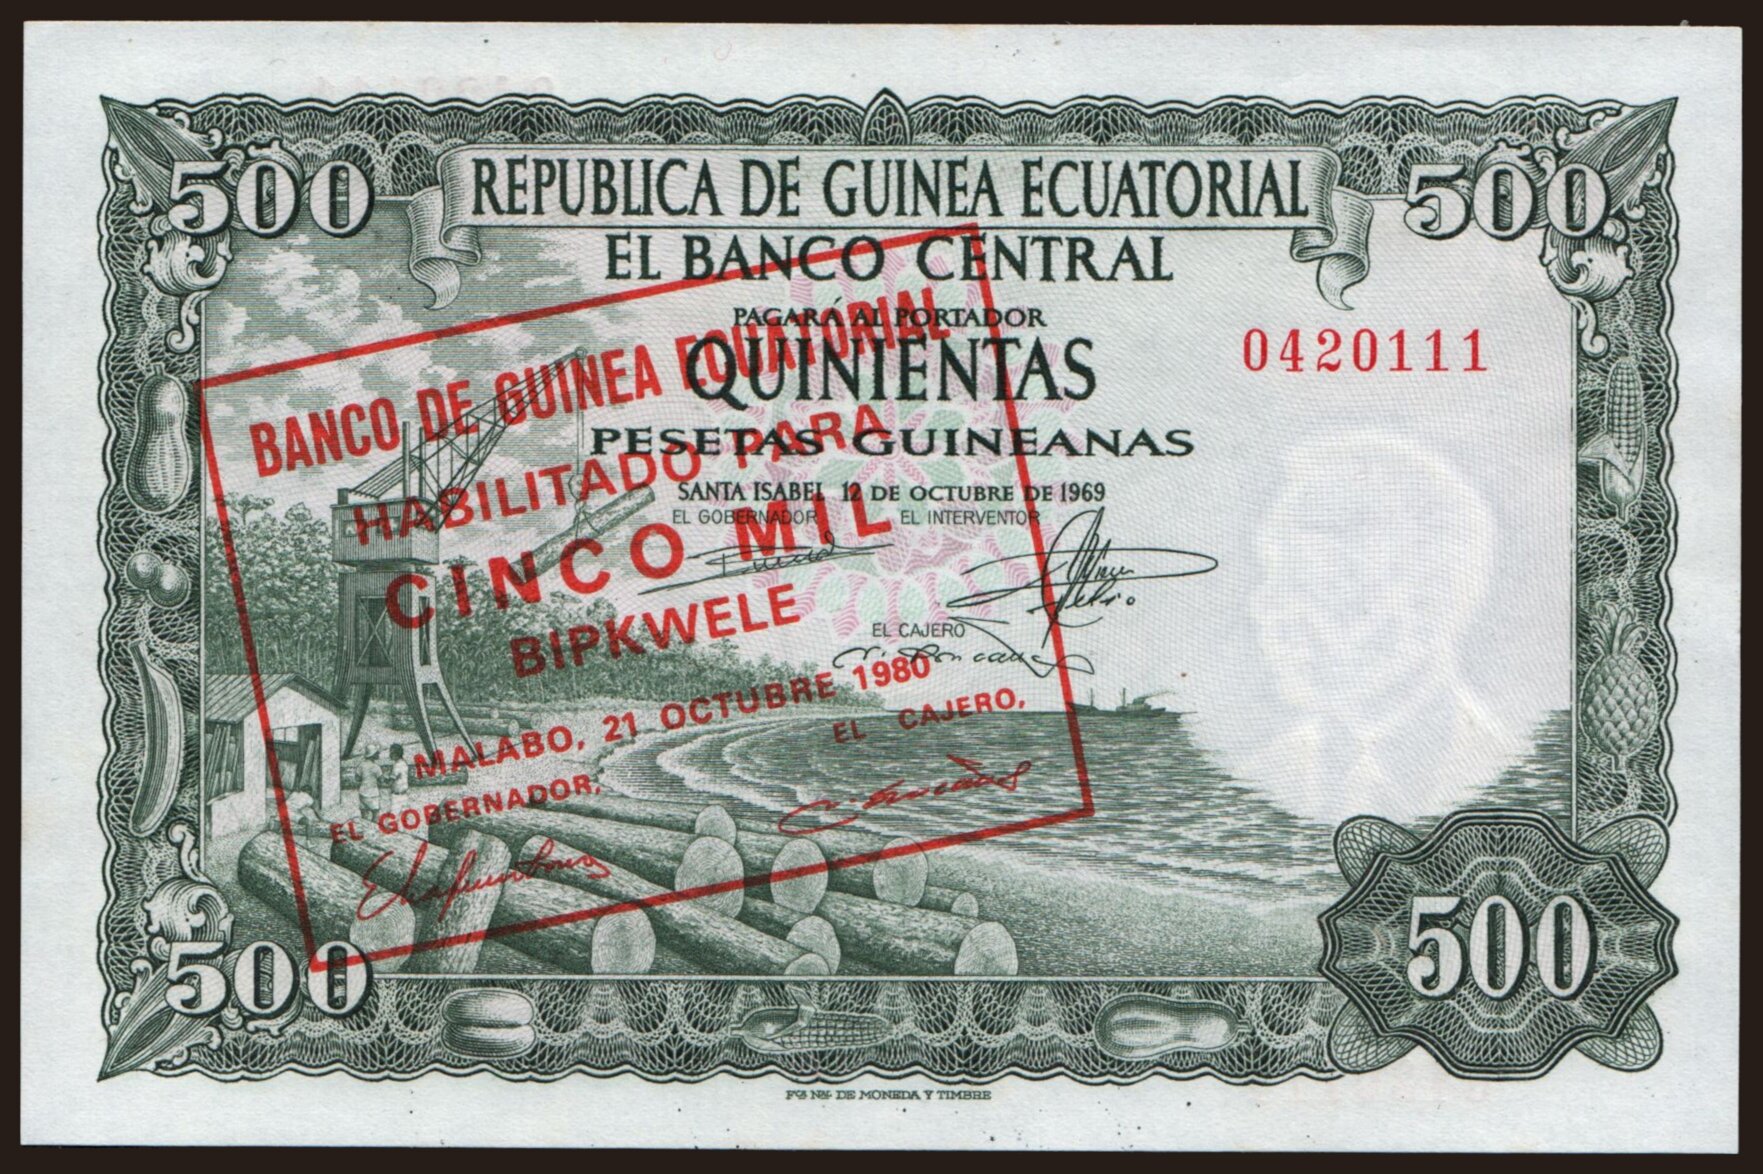 500
REPUBLICA DE GUINEA ECUATORIAL
500
EL BANCO CENTRAL
PAGARÁ AL PORTADOR
QUINIENTAS
0420111
PESETAS GUINEANAS
SANTA ISABEL 12 DE OCTUBRE DE 1969
EL GOBERNADOR EL INTERVENTOR
EL CAJERO
BANCO DE GUINEA ECUATORIAL
HABILITADO PARA
CINCO MIL
BIPKWELE
MALABO, 21 OCTUBRE 1980
EL GOBERNADOR, EL CAJERO,
500
500
FCA NAL DE MONEDA Y TIMBRE